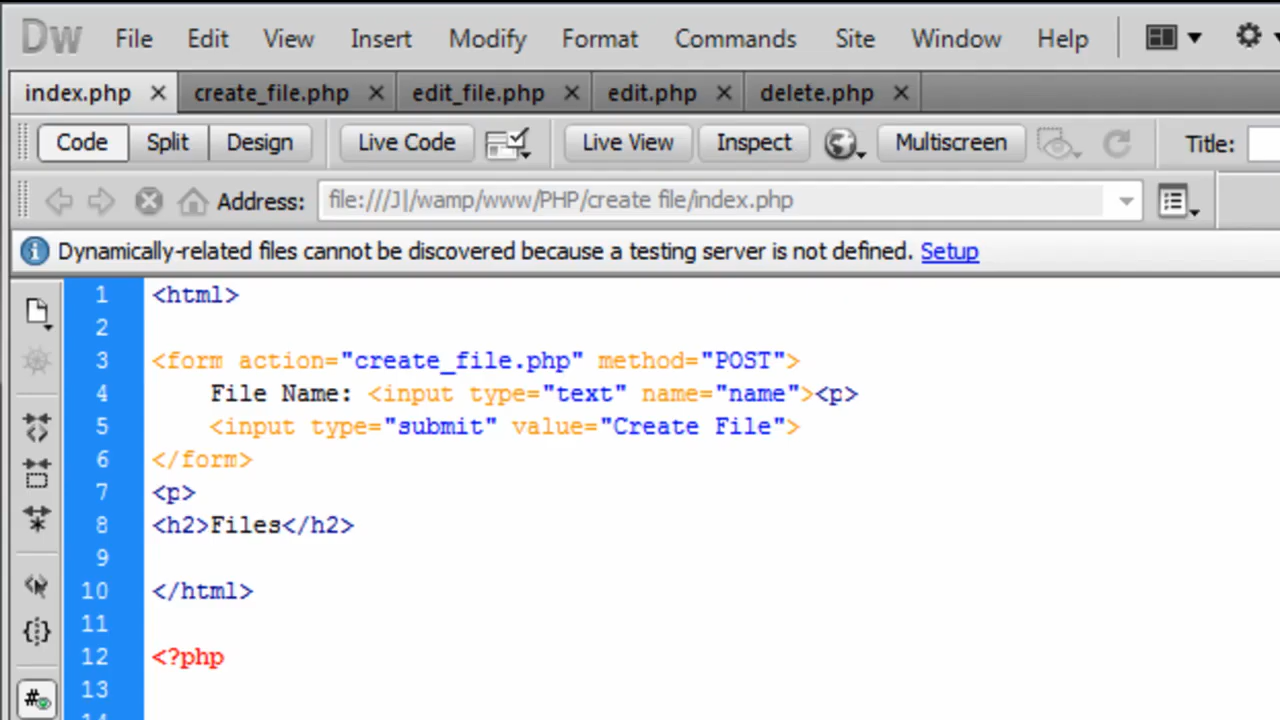 Dw File Edit View Insert Modify Format Commands Site Window Help
index.php create_file.php edit_file.php edit.php delete.php
Code Split Design Live Code Live View Inspect Multiscreen Title:
Address: file:///J|/wamp/www/PHP/create file/index.php
Dynamically-related files cannot be discovered because a testing server is not defined. Setup
1 <html>
2
3 <form action="create_file.php" method="POST">
4 File Name: <input type="text" name="name"><p>
5 <input type="submit" value="Create File">
6 </form>
7 <p>
8 <h2>Files</h2>
9
10 </html>
11
12 <?php
13